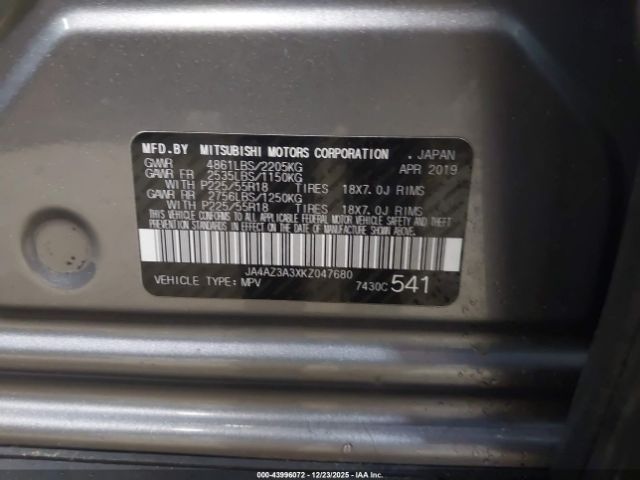 MFD.BY MITSUBISHI MOTORS CORPORATION . JAPAN
GVWR 4861LBS/2205KG APR 2019
GAWR FR 2535LBS/1150KG
WITH P225/55R18 TIRES 18X7.0J RIMS
GAWR RR 2756LBS/1250KG
WITH P225/55R18 TIRES 18X7.0J RIMS
THIS VEHICLE CONFORMS TO ALL APPLICABLE FEDERAL MOTOR VEHICLE SAFETY AND THEFT
PREVENTION STANDARDS IN EFFECT ON THE DATE OF MANUFACTURE SHOWN ABOVE.
JA4AZ3A3XKZ047680
VEHICLE TYPE: MPV 7430C 541
000-43996072 12/23/2025 IAA Inc.